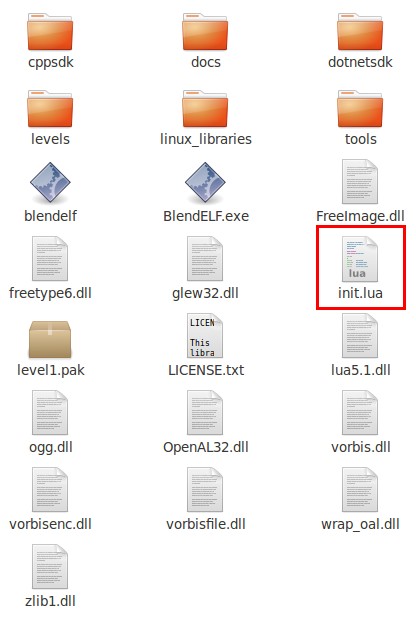 cppsdk
docs
dotnetsdk
levels
linux_libraries
tools
blendelf
BlendELF.exe
FreeImage.dll
freetype6.dll
glew32.dll
lua
init.lua
level1.pak
LICEN
This
libra
LICENSE.txt
lua5.1.dll
ogg.dll
OpenAL32.dll
vorbis.dll
vorbisenc.dll
vorbisfile.dll
wrap_oal.dll
zlib1.dll